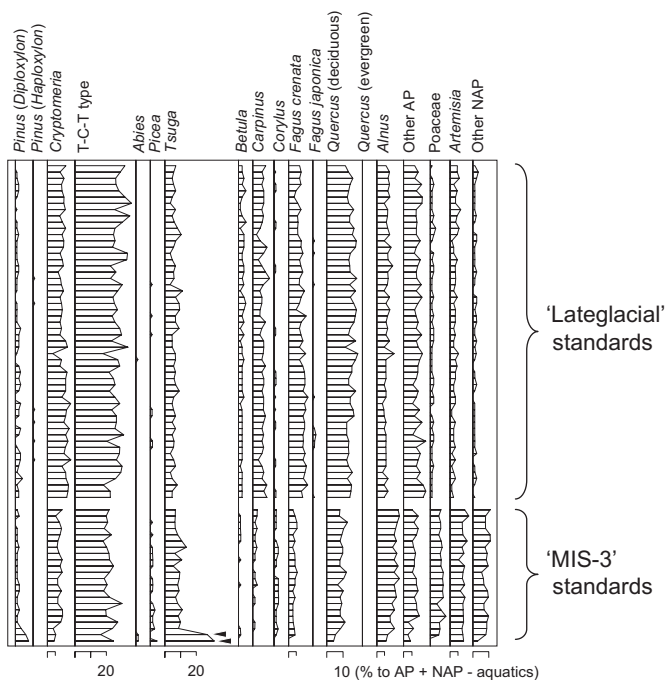 Pinus (Diploxylon)
Pinus (Haploxylon)
Cryptomeria
T-C-T type
Abies
Picea
Tsuga
Betula
Carpinus
Corylus
Fagus crenata
Fagus japonica
Quercus (deciduous)
Quercus (evergreen)
Alnus
Other AP
Poaceae
Artemisia
Other NAP
'Lateglacial'
standards
'MIS-3'
standards
20
20
10 (% to AP + NAP - aquatics)